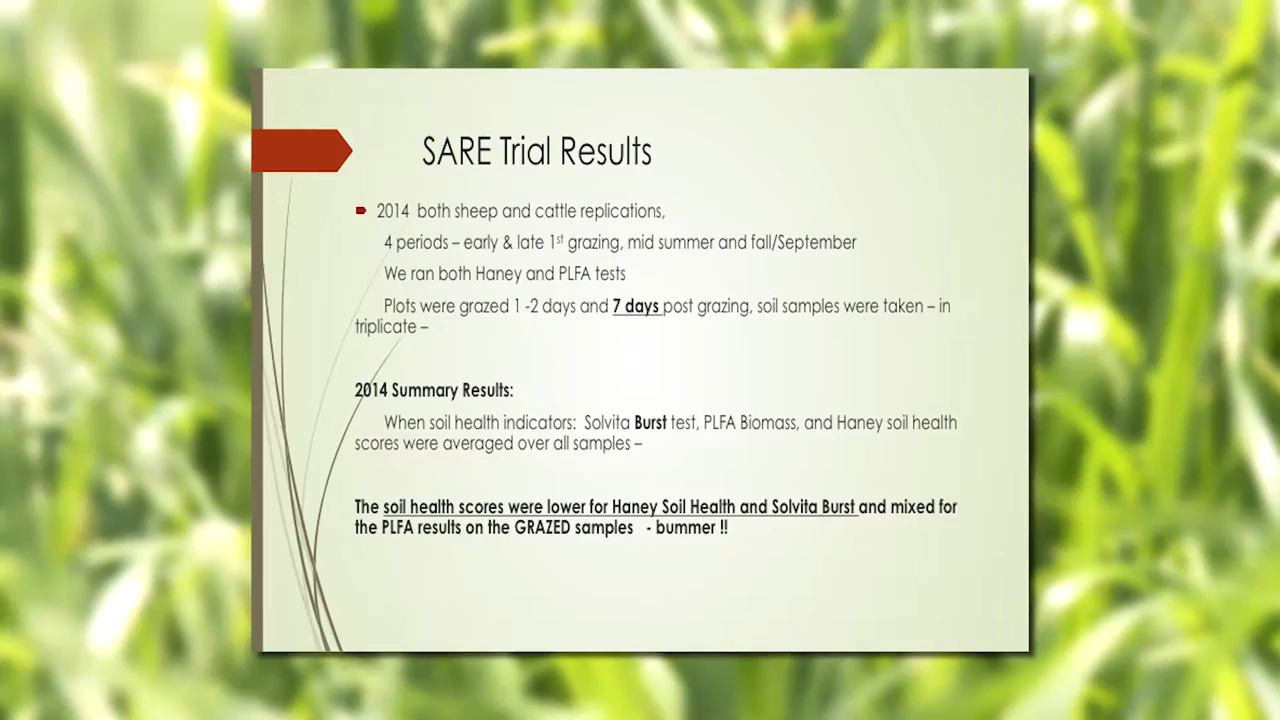 SARE Trial Results
2014 both sheep and cattle replications,
4 periods – early & late 1st grazing, mid summer and fall/September
We ran both Haney and PLFA tests
Plots were grazed 1 -2 days and 7 days post grazing, soil samples were taken – in
triplicate –
2014 Summary Results:
When soil health indicators: Solvita Burst test, PLFA Biomass, and Haney soil health
scores were averaged over all samples –
The soil health scores were lower for Haney Soil Health and Solvita Burst and mixed for
the PLFA results on the GRAZED samples - bummer !!